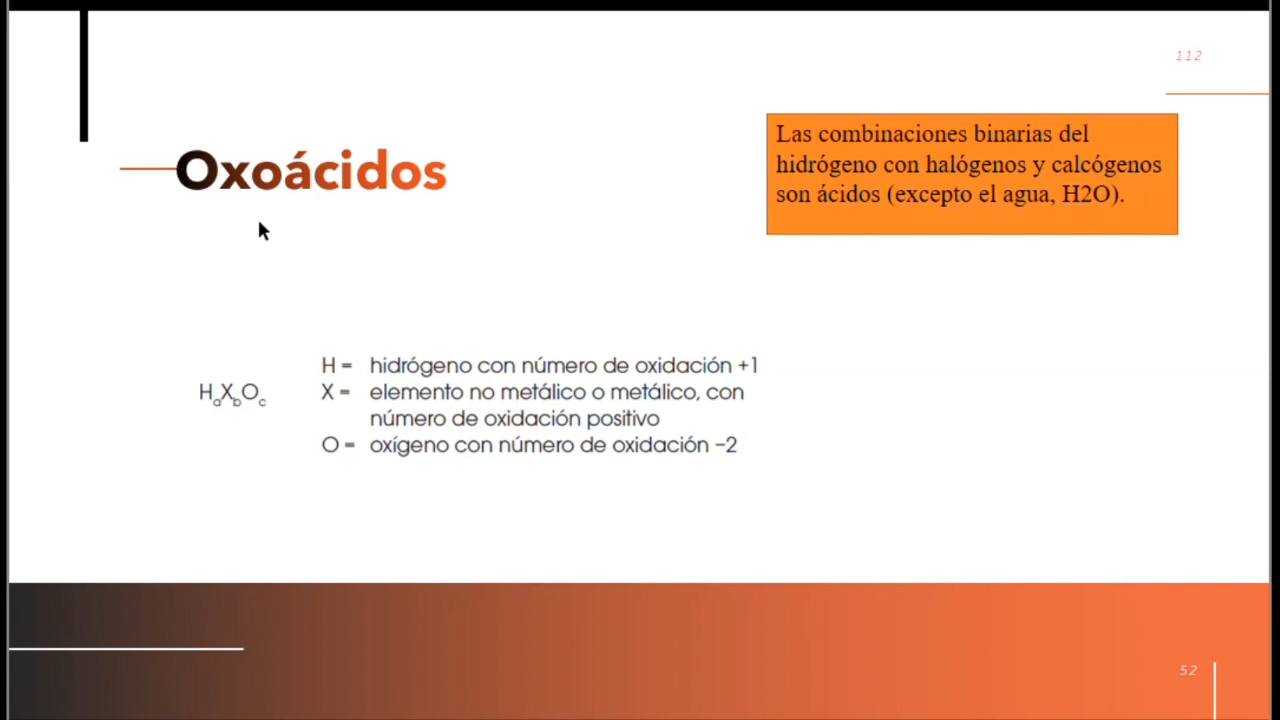 112
Oxoácidos
Las combinaciones binarias del
hidrógeno con halógenos y calcógenos
son ácidos (excepto el agua, H2O).
H = hidrógeno con número de oxidación +1
HaXbOc X = elemento no metálico o metálico, con
número de oxidación positivo
O = oxígeno con número de oxidación −2
52